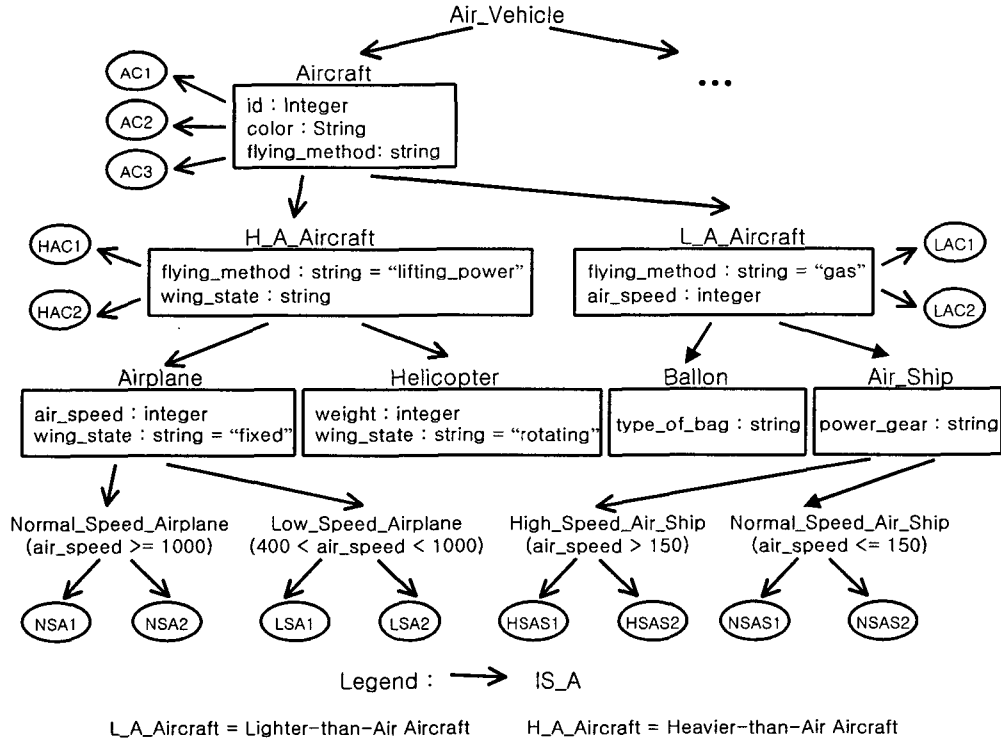 Air_Vehicle
Aircraft
...
AC1
AC2
AC3
id : Integer
color : String
flying_method: string
H_A_Aircraft
L_A_Aircraft
HAC1
HAC2
flying_method : string = “lifting_power”
wing_state : string
flying_method : string = “gas”
air_speed : integer
LAC1
LAC2
Airplane
Helicopter
Ballon
Air_Ship
air_speed : integer
wing_state : string = “fixed”
weight : integer
wing_state : string = “rotating”
type_of_bag : string
power_gear : string
Normal_Speed_Airplane
(air_speed >= 1000)
Low_Speed_Airplane
(400 < air_speed < 1000)
High_Speed_Air_Ship
(air_speed > 150)
Normal_Speed_Air_Ship
(air_speed <= 150)
NSA1
NSA2
LSA1
LSA2
HSAS1
HSAS2
NSAS1
NSAS2
Legend : IS_A
L_A_Aircraft = Lighter-than-Air Aircraft
H_A_Aircraft = Heavier-than-Air Aircraft